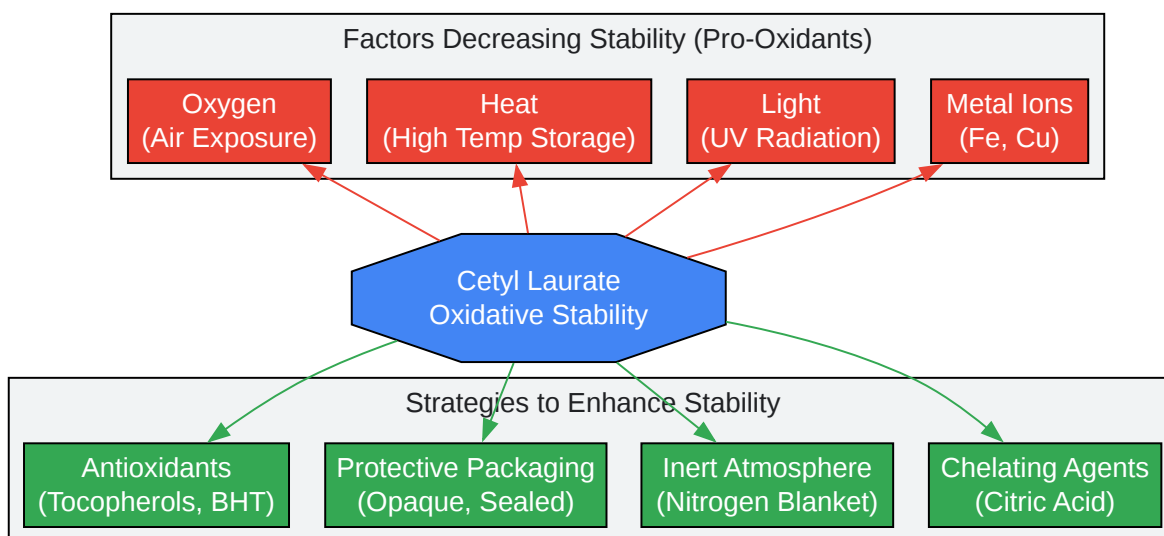 Factors Decreasing Stability (Pro-Oxidants)
Oxygen
(Air Exposure)
Heat
(High Temp Storage)
Light
(UV Radiation)
Metal Ions
(Fe, Cu)
Cetyl Laurate
Oxidative Stability
Strategies to Enhance Stability
Antioxidants
(Tocopherols, BHT)
Protective Packaging
(Opaque, Sealed)
Inert Atmosphere
(Nitrogen Blanket)
Chelating Agents
(Citric Acid)